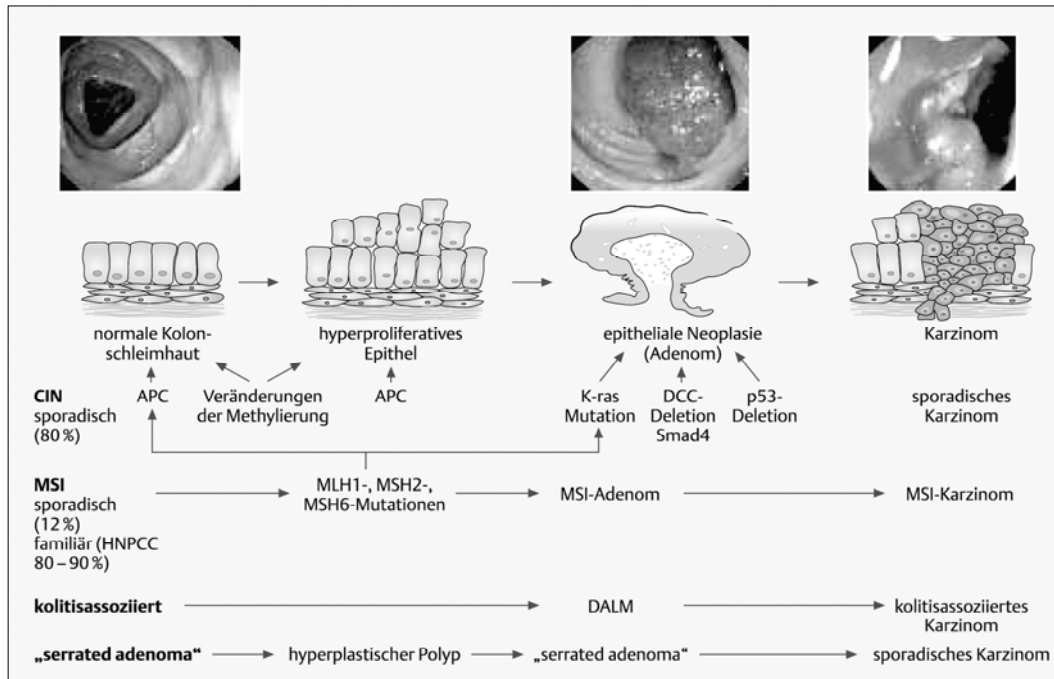 normale Kolon-
schleimhaut
hyperproliferatives
Epithel
epitheliale Neoplasie
(Adenom)
Karzinom
CIN
sporadisch
(80 %)
APC
Veränderungen
der Methylierung
APC
K-ras
Mutation
DCC-
Deletion
Smad4
p53-
Deletion
sporadisches
Karzinom
MSI
sporadisch
(12 %)
familiär (HNPCC
80 – 90 %)
MLH1-, MSH2-,
MSH6-Mutationen
MSI-Adenom
MSI-Karzinom
kolitisassoziiert
DALM
kolitisassoziiertes
Karzinom
„serrated adenoma“
hyperplastischer Polyp
„serrated adenoma“
sporadisches Karzinom